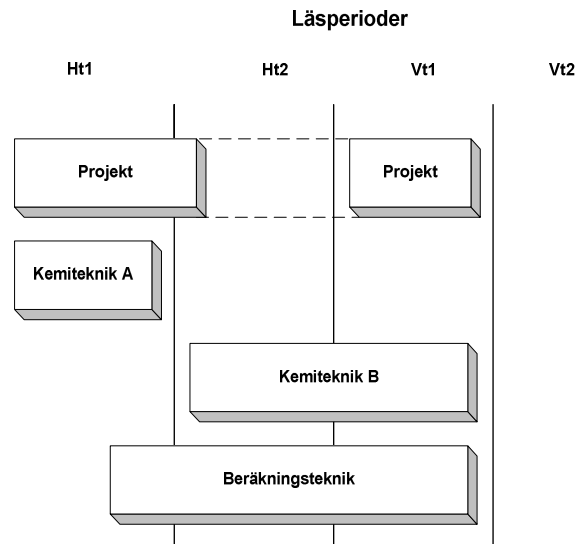 Läsperioder
Ht1 Ht2 Vt1 Vt2
Projekt Projekt
Kemiteknik A
Kemiteknik B
Beräkningsteknik